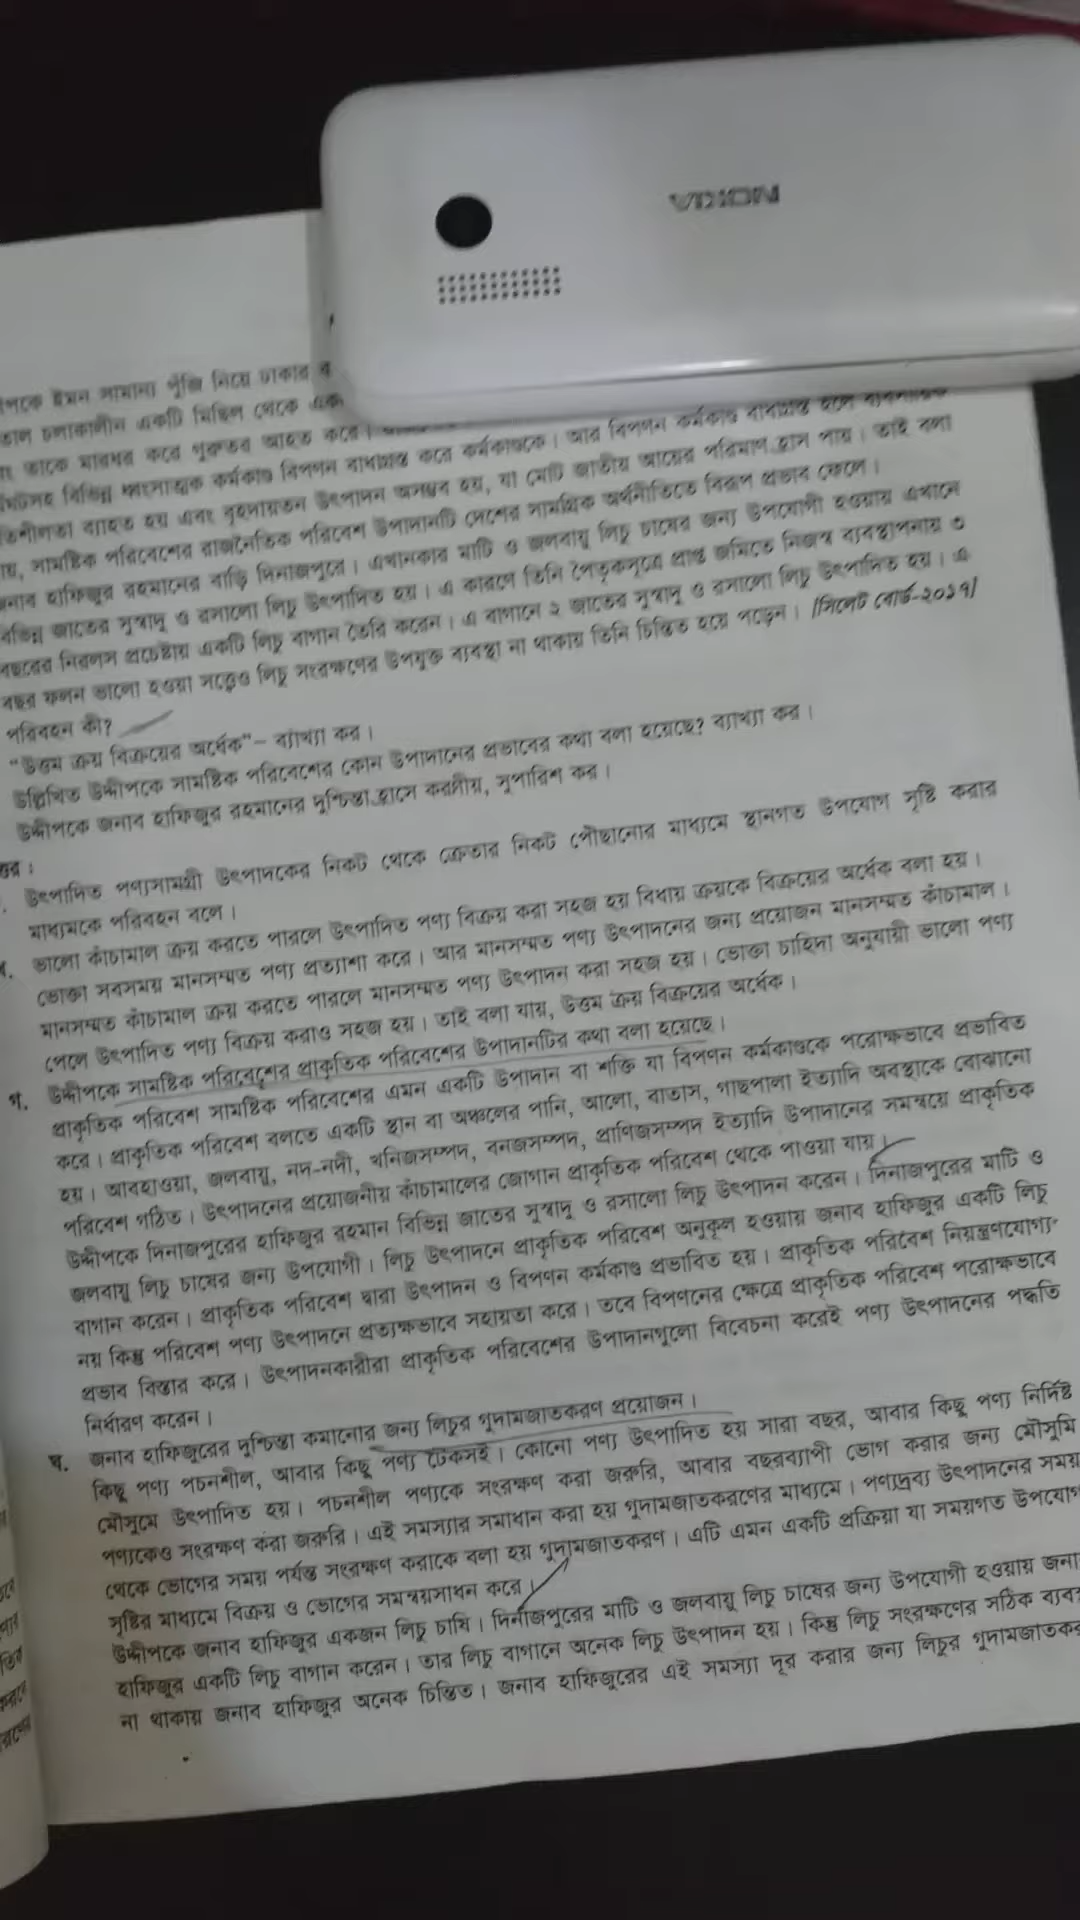 NOKIA
ইমন সামান্য পুঁজি নিয়ে ঢাকার ব
চলাকালীন একটি মিছিল থেকে এক
তাকে মারধর করে গুরুতর আহত করে।
বিভিন্ন ধ্বংসাত্মক কর্মকাণ্ড বিপণন বাধাগ্রস্ত করে কর্মকাণ্ডকে। আর বিপণন কর্মকাণ্ড বাধাগ্রস্ত হলে
ব্যাহত হয় এবং বৃহদায়তন উৎপাদন অসম্ভব হয়, যা মোট জাতীয় আয়ের পরিমাণ হ্রাস পায়। তাই বলা
যায়, সামষ্টিক পরিবেশের রাজনৈতিক পরিবেশ উপাদানটি দেশের সামগ্রিক অর্থনীতিতে বিরূপ প্রভাব ফেলে।
জনাব হাফিজুর রহমানের বাড়ি দিনাজপুরে। এখানকার মাটি ও জলবায়ু লিচু চাষের জন্য উপযোগী হওয়ায় এখানে
বিভিন্ন জাতের সুস্বাদু ও রসালো লিচু উৎপাদিত হয়। এ কারণে তিনি পৈতৃকসূত্রে প্রাপ্ত জমিতে নিজস্ব ব্যবস্থাপনায় ৩
বছরের নিরলস প্রচেষ্টায় একটি লিচু বাগান তৈরি করেন। এ বাগানে ২ জাতের সুস্বাদু ও রসালো লিচু উৎপাদিত হয়। এ
বছর ফলন ভালো হওয়া সত্ত্বেও লিচু সংরক্ষণের উপযুক্ত ব্যবস্থা না থাকায় তিনি চিন্তিত হয়ে পড়েন। [সিলেট বোর্ড-২০১৭]
পরিবহন কী?
"উত্তম ক্রয় বিক্রয়ের অর্ধেক"– ব্যাখ্যা কর।
উল্লিখিত উদ্দীপকে সামষ্টিক পরিবেশের কোন উপাদানের প্রভাবের কথা বলা হয়েছে? ব্যাখ্যা কর।
উদ্দীপকে জনাব হাফিজুর রহমানের দুশ্চিন্তা হ্রাসে করণীয়, সুপারিশ কর।
উৎপাদিত পণ্যসামগ্রী উৎপাদকের নিকট থেকে ক্রেতার নিকট পৌছানোর মাধ্যমে স্থানগত উপযোগ সৃষ্টি করার
মাধ্যমকে পরিবহন বলে।
ভালো কাঁচামাল ক্রয় করতে পারলে উৎপাদিত পণ্য বিক্রয় করা সহজ হয় বিধায় ক্রয়কে বিক্রয়ের অর্ধেক বলা হয়।
ভোক্তা সবসময় মানসম্মত পণ্য প্রত্যাশা করে। আর মানসম্মত পণ্য উৎপাদনের জন্য প্রয়োজন মানসম্মত কাঁচামাল।
মানসম্মত কাঁচামাল ক্রয় করতে পারলে মানসম্মত পণ্য উৎপাদন করা সহজ হয়। ভোক্তা চাহিদা অনুযায়ী ভালো পণ্য
পেলে উৎপাদিত পণ্য বিক্রয় করাও সহজ হয়। তাই বলা যায়, উত্তম ক্রয় বিক্রয়ের অর্ধেক।
গ. উদ্দীপকে সামষ্টিক পরিবেশের প্রাকৃতিক পরিবেশের উপাদানটির কথা বলা হয়েছে।
প্রাকৃতিক পরিবেশ সামষ্টিক পরিবেশের এমন একটি উপাদান বা শক্তি যা বিপণন কর্মকাণ্ডকে পরোক্ষভাবে প্রভাবিত
করে। প্রাকৃতিক পরিবেশ বলতে একটি স্থান বা অঞ্চলের পানি, আলো, বাতাস, গাছপালা ইত্যাদি অবস্থাকে বোঝানো
হয়। আবহাওয়া, জলবায়ু, নদ-নদী, খনিজসম্পদ, বনজসম্পদ, প্রাণিজসম্পদ ইত্যাদি উপাদানের সমন্বয়ে প্রাকৃতিক
পরিবেশ গঠিত। উৎপাদনের প্রয়োজনীয় কাঁচামালের জোগান প্রাকৃতিক পরিবেশ থেকে পাওয়া যায়।
উদ্দীপকে দিনাজপুরের হাফিজুর রহমান বিভিন্ন জাতের সুস্বাদু ও রসালো লিচু উৎপাদন করেন। দিনাজপুরের মাটি ও
জলবায়ু লিচু চাষের জন্য উপযোগী। লিচু উৎপাদনে প্রাকৃতিক পরিবেশ অনুকূল হওয়ায় জনাব হাফিজুর একটি লিচু
বাগান করেন। প্রাকৃতিক পরিবেশ দ্বারা উৎপাদন ও বিপণন কর্মকাণ্ড প্রভাবিত হয়। প্রাকৃতিক পরিবেশ নিয়ন্ত্রণযোগ্য
নয় কিন্তু পরিবেশ পণ্য উৎপাদনে প্রত্যক্ষভাবে সহায়তা করে। তবে বিপণনের ক্ষেত্রে প্রাকৃতিক পরিবেশ পরোক্ষভাবে
প্রভাব বিস্তার করে। উৎপাদনকারীরা প্রাকৃতিক পরিবেশের উপাদানগুলো বিবেচনা করেই পণ্য উৎপাদনের পদ্ধতি
নির্ধারণ করেন।
ঘ. জনাব হাফিজুরের দুশ্চিন্তা কমানোর জন্য লিচুর গুদামজাতকরণ প্রয়োজন।
কিছু পণ্য পচনশীল, আবার কিছু পণ্য টেকসই। কোনো পণ্য উৎপাদিত হয় সারা বছর, আবার কিছু পণ্য নির্দিষ্ট
মৌসুমে উৎপাদিত হয়। পচনশীল পণ্যকে সংরক্ষণ করা জরুরি, আবার বছরব্যাপী ভোগ করার জন্য মৌসুমি
পণ্যকেও সংরক্ষণ করা জরুরি। এই সমস্যার সমাধান করা হয় গুদামজাতকরণের মাধ্যমে। পণ্যদ্রব্য উৎপাদনের সময়
থেকে ভোগের সময় পর্যন্ত সংরক্ষণ করাকে বলা হয় গুদামজাতকরণ। এটি এমন একটি প্রক্রিয়া যা সময়গত উপযোগ
সৃষ্টির মাধ্যমে বিক্রয় ও ভোগের সমন্বয়সাধন করে।
উদ্দীপকে জনাব হাফিজুর একজন লিচু চাষি। দিনাজপুরের মাটি ও জলবায়ু লিচু চাষের জন্য উপযোগী হওয়ায় জনা
হাফিজুর একটি লিচু বাগান করেন। তার লিচু বাগানে অনেক লিচু উৎপাদন হয়। কিন্তু লিচু সংরক্ষণের সঠিক ব্যব
না থাকায় জনাব হাফিজুর অনেক চিন্তিত। জনাব হাফিজুরের এই সমস্যা দূর করার জন্য লিচুর গুদামজাতকর